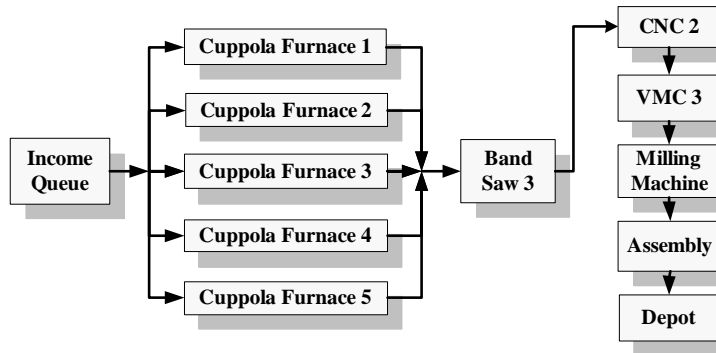 Income
Queue
Cuppola Furnace 1
Cuppola Furnace 2
Cuppola Furnace 3
Cuppola Furnace 4
Cuppola Furnace 5
Band
Saw 3
CNC 2
VMC 3
Milling
Machine
Assembly
Depot